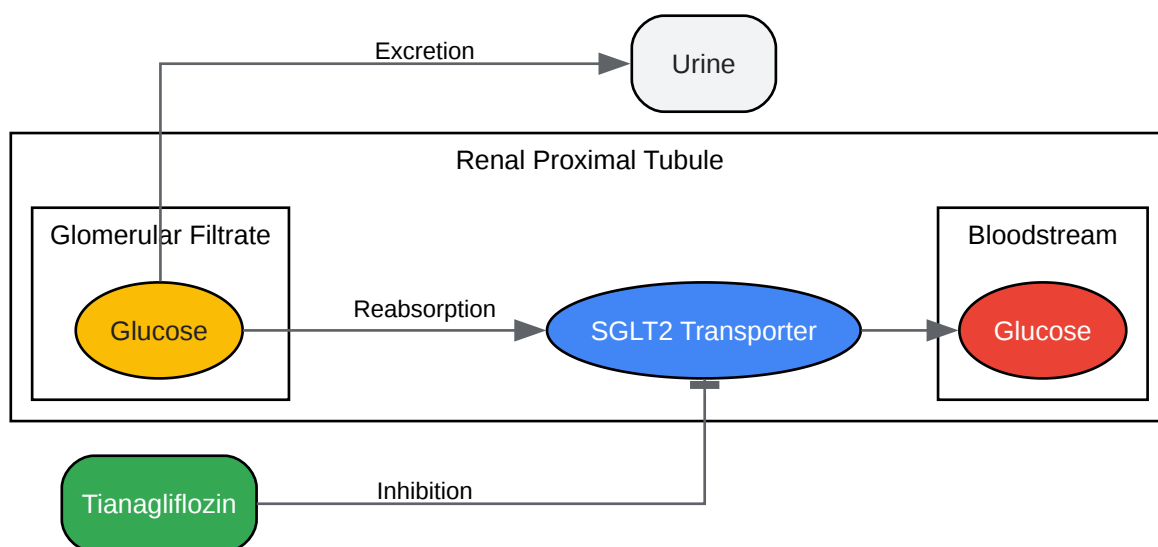 Excretion
Urine
Renal Proximal Tubule
Glomerular Filtrate
Bloodstream
Glucose
Reabsorption
SGLT2 Transporter
Glucose
Tianagliflozin
Inhibition